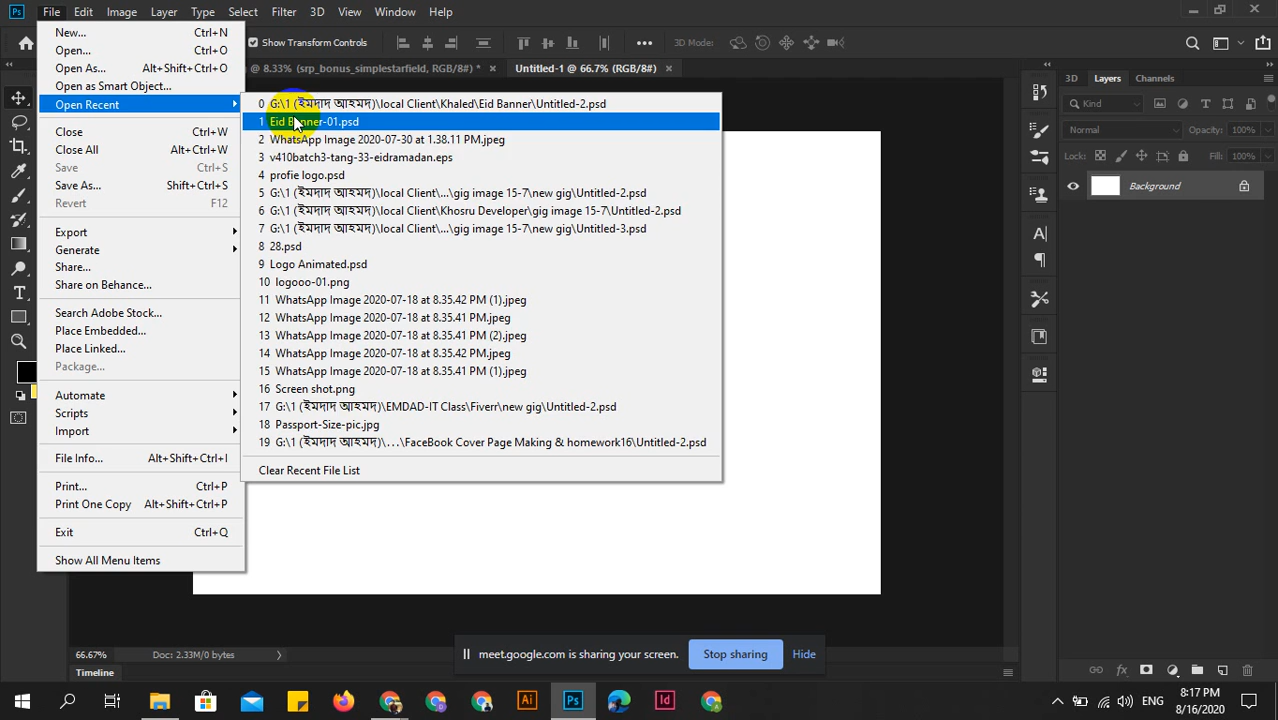 Ps File Edit Image Layer Type Select Filter 3D View Window Help
Show Transform Controls 3D Mode:
@ 8.33% (srp_bonus_simplestarfield, RGB/8#) * × Untitled-1 @ 66.7% (RGB/8#) ×
New... Ctrl+N
Open... Ctrl+O
Open As... Alt+Shift+Ctrl+O
Open as Smart Object...
Open Recent
Close Ctrl+W
Close All Alt+Ctrl+W
Save Ctrl+S
Save As... Shift+Ctrl+S
Revert F12
Export
Generate
Share...
Share on Behance...
Search Adobe Stock...
Place Embedded...
Place Linked...
Package...
Automate
Scripts
Import
File Info... Alt+Shift+Ctrl+I
Print... Ctrl+P
Print One Copy Alt+Shift+Ctrl+P
Exit Ctrl+Q
Show All Menu Items
0 G:\1 (ইমদাদ আহমদ)\local Client\Khaled\Eid Banner\Untitled-2.psd
1 Eid Banner-01.psd
2 WhatsApp Image 2020-07-30 at 1.38.11 PM.jpeg
3 v410batch3-tang-33-eidramadan.eps
4 profie logo.psd
5 G:\1 (ইমদাদ আহমদ)\local Client\...\gig image 15-7\new gig\Untitled-2.psd
6 G:\1 (ইমদাদ আহমদ)\local Client\Khosru Developer\gig image 15-7\Untitled-2.psd
7 G:\1 (ইমদাদ আহমদ)\local Client\...\gig image 15-7\new gig\Untitled-3.psd
8 28.psd
9 Logo Animated.psd
10 logooo-01.png
11 WhatsApp Image 2020-07-18 at 8.35.42 PM (1).jpeg
12 WhatsApp Image 2020-07-18 at 8.35.41 PM.jpeg
13 WhatsApp Image 2020-07-18 at 8.35.41 PM (2).jpeg
14 WhatsApp Image 2020-07-18 at 8.35.42 PM.jpeg
15 WhatsApp Image 2020-07-18 at 8.35.41 PM (1).jpeg
16 Screen shot.png
17 G:\1 (ইমদাদ আহমদ)\EMDAD-IT Class\Fiverr\new gig\Untitled-2.psd
18 Passport-Size-pic.jpg
19 G:\1 (ইমদাদ আহমদ)\...\FaceBook Cover Page Making & homework16\Untitled-2.psd
Clear Recent File List
3D Layers Channels
Kind
Normal Opacity: 100%
Lock: Fill: 100%
Background
66.67% Doc: 2.33M/0 bytes
Timeline
meet.google.com is sharing your screen. Stop sharing Hide
Ai Ps Id
ENG 8:17 PM
8/16/2020